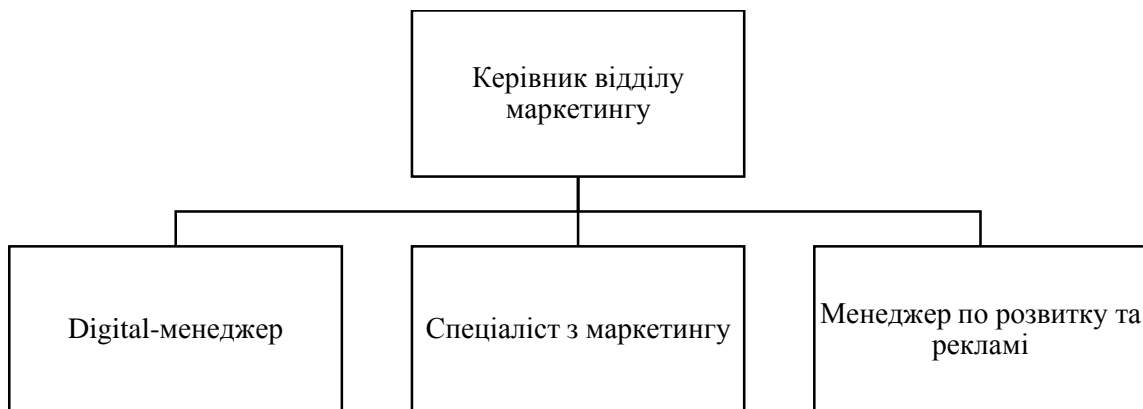 Керівник відділу
маркетингу
Digital-менеджер
Спеціаліст з маркетингу
Менеджер по розвитку та
рекламі